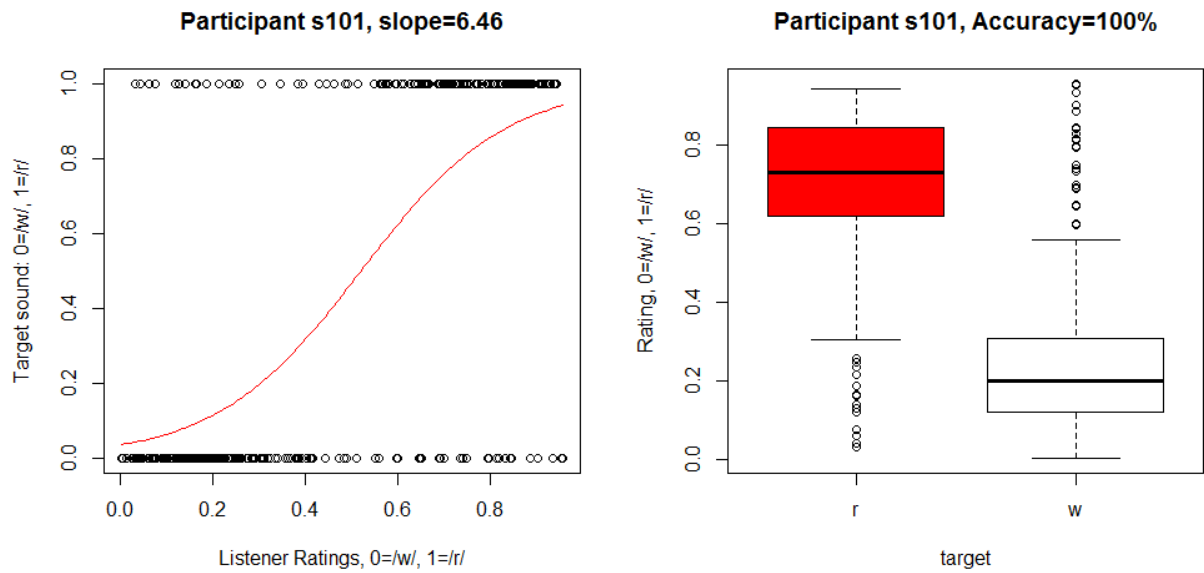 Participant s101, slope=6.46
Target sound: 0=/w/, 1=/r/
1.0
0.8
0.6
0.4
0.2
0.0
0.0 0.2 0.4 0.6 0.8
Listener Ratings, 0=/w/, 1=/r/
Participant s101, Accuracy=100%
Rating, 0=/w/, 1=/r/
0.8
0.6
0.4
0.2
0.0
r w
target